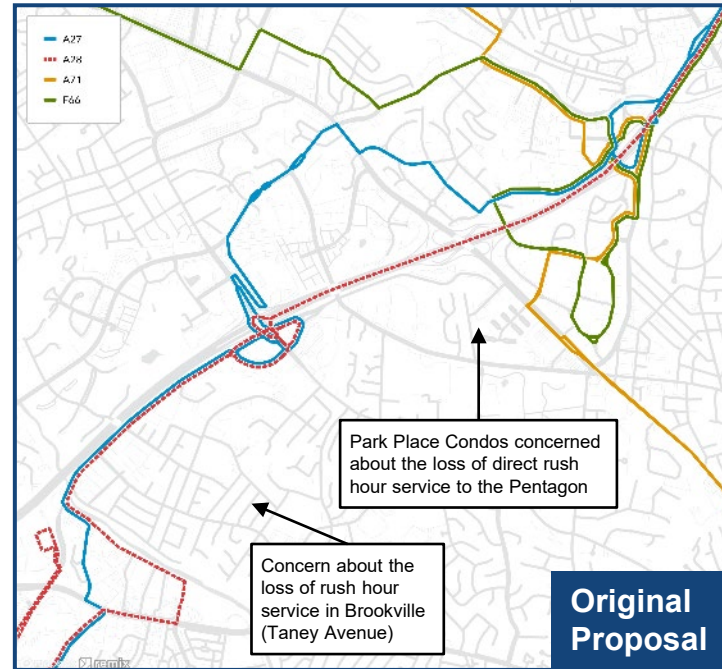 A27
A28
A71
F66
Park Place Condos concerned
about the loss of direct rush
hour service to the Pentagon
Concern about the
loss of rush hour
service in Brookville
(Taney Avenue)
Original
Proposal
remix